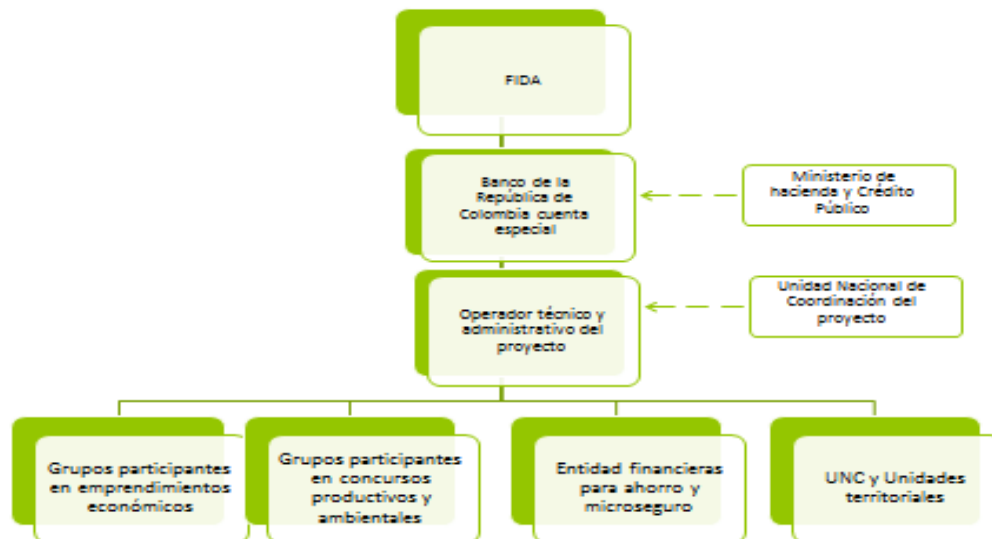 FIDA
Banco de la
República de
Colombia cuenta
especial
Ministerio de
hacienda y Crédito
Público
Operador técnico y
administrativo del
proyecto
Unidad Nacional de
Coordinación del
proyecto
Grupos participantes
en emprendimientos
económicos
Grupos participantes
en concursos
productivos y
ambientales
Entidad financieras
para ahorro y
microseguro
UNC y Unidades
territoriales